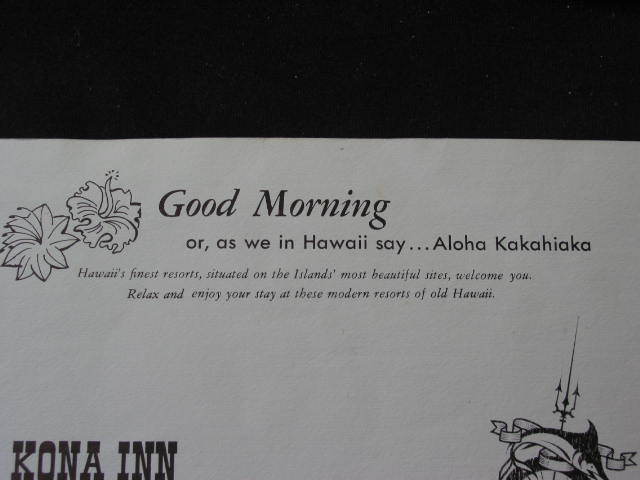 Good Morning
or, as we in Hawaii say...Aloha Kakahiaka
Hawaii's finest resorts, situated on the Islands' most beautiful sites, welcome you.
Relax and enjoy your stay at these modern resorts of old Hawaii.
KONA INN